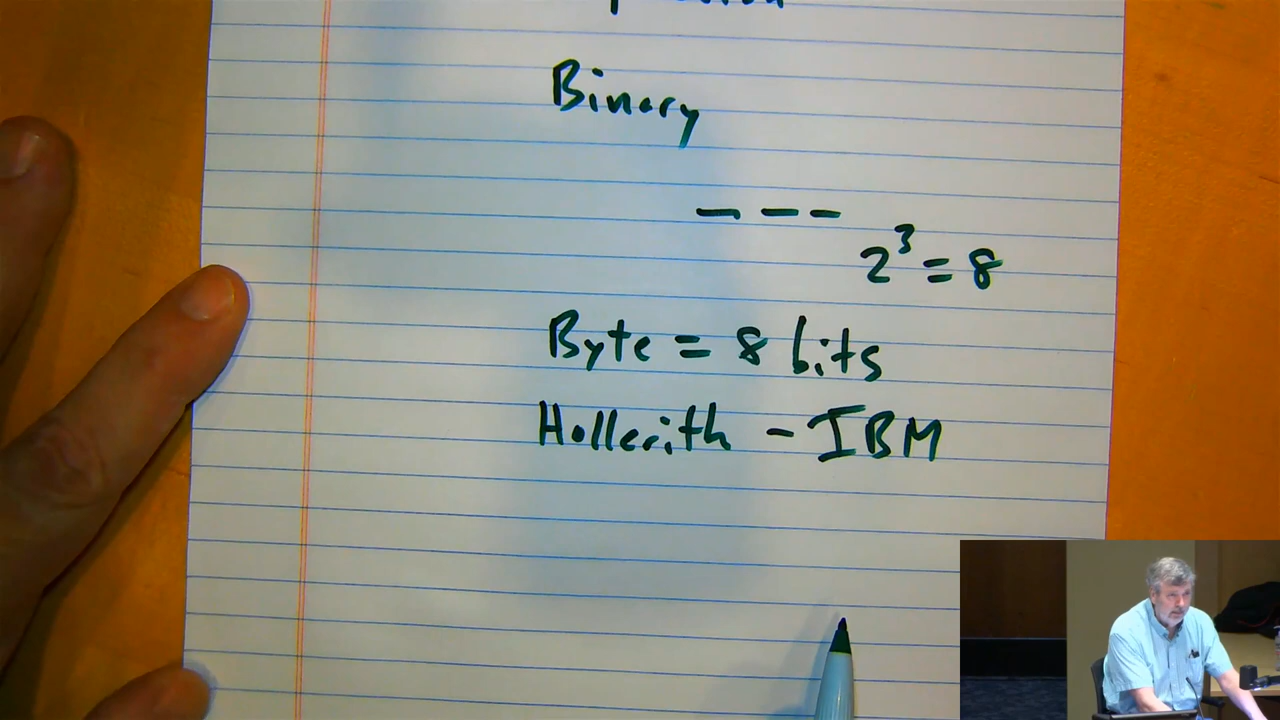 Binary
_ _ _
2³ = 8
Byte = 8 bits
Hollerith - IBM